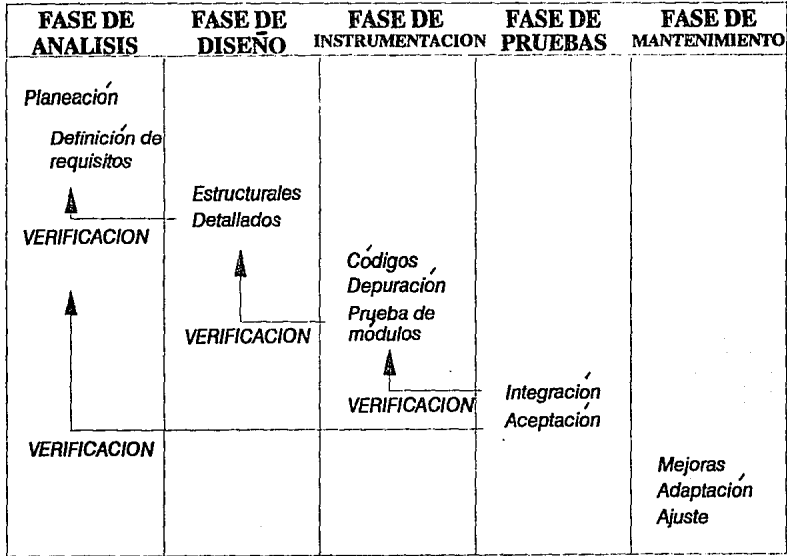 FASE DE
ANALISIS
FASE DE
DISEÑO
FASE DE
INSTRUMENTACION
FASE DE
PRUEBAS
FASE DE
MANTENIMIENTO
Planeación
Definición de
requisitos
VERIFICACION
Estructurales
Detallados
VERIFICACION
Códigos
Depuración
Prueba de
módulos
VERIFICACION
Integración
Aceptación
VERIFICACION
Mejoras
Adaptación
Ajuste